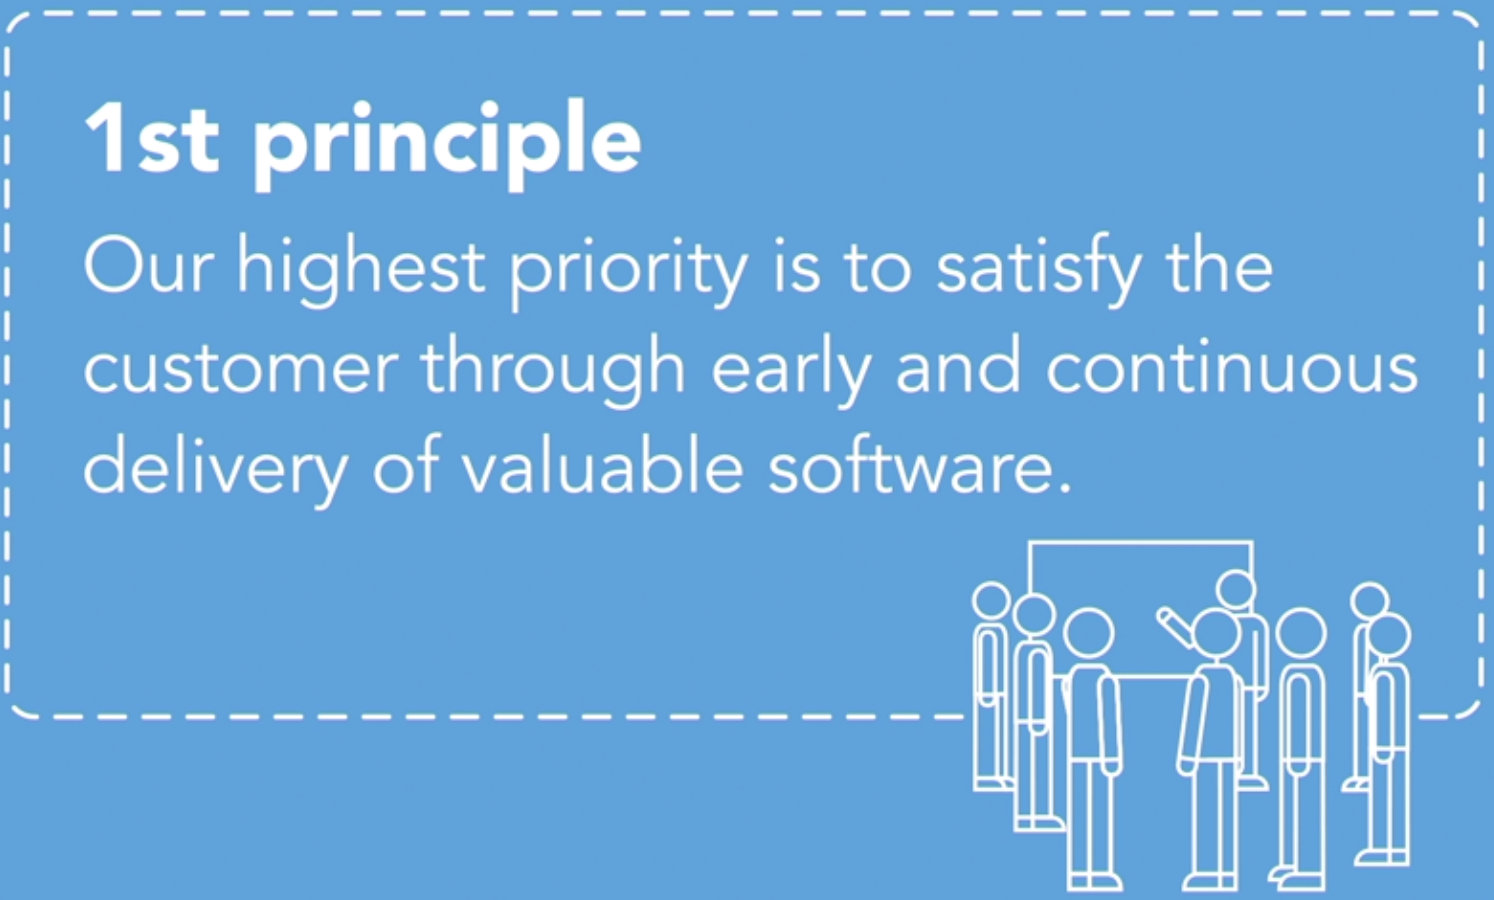 1st principle
Our highest priority is to satisfy the
customer through early and continuous
delivery of valuable software.